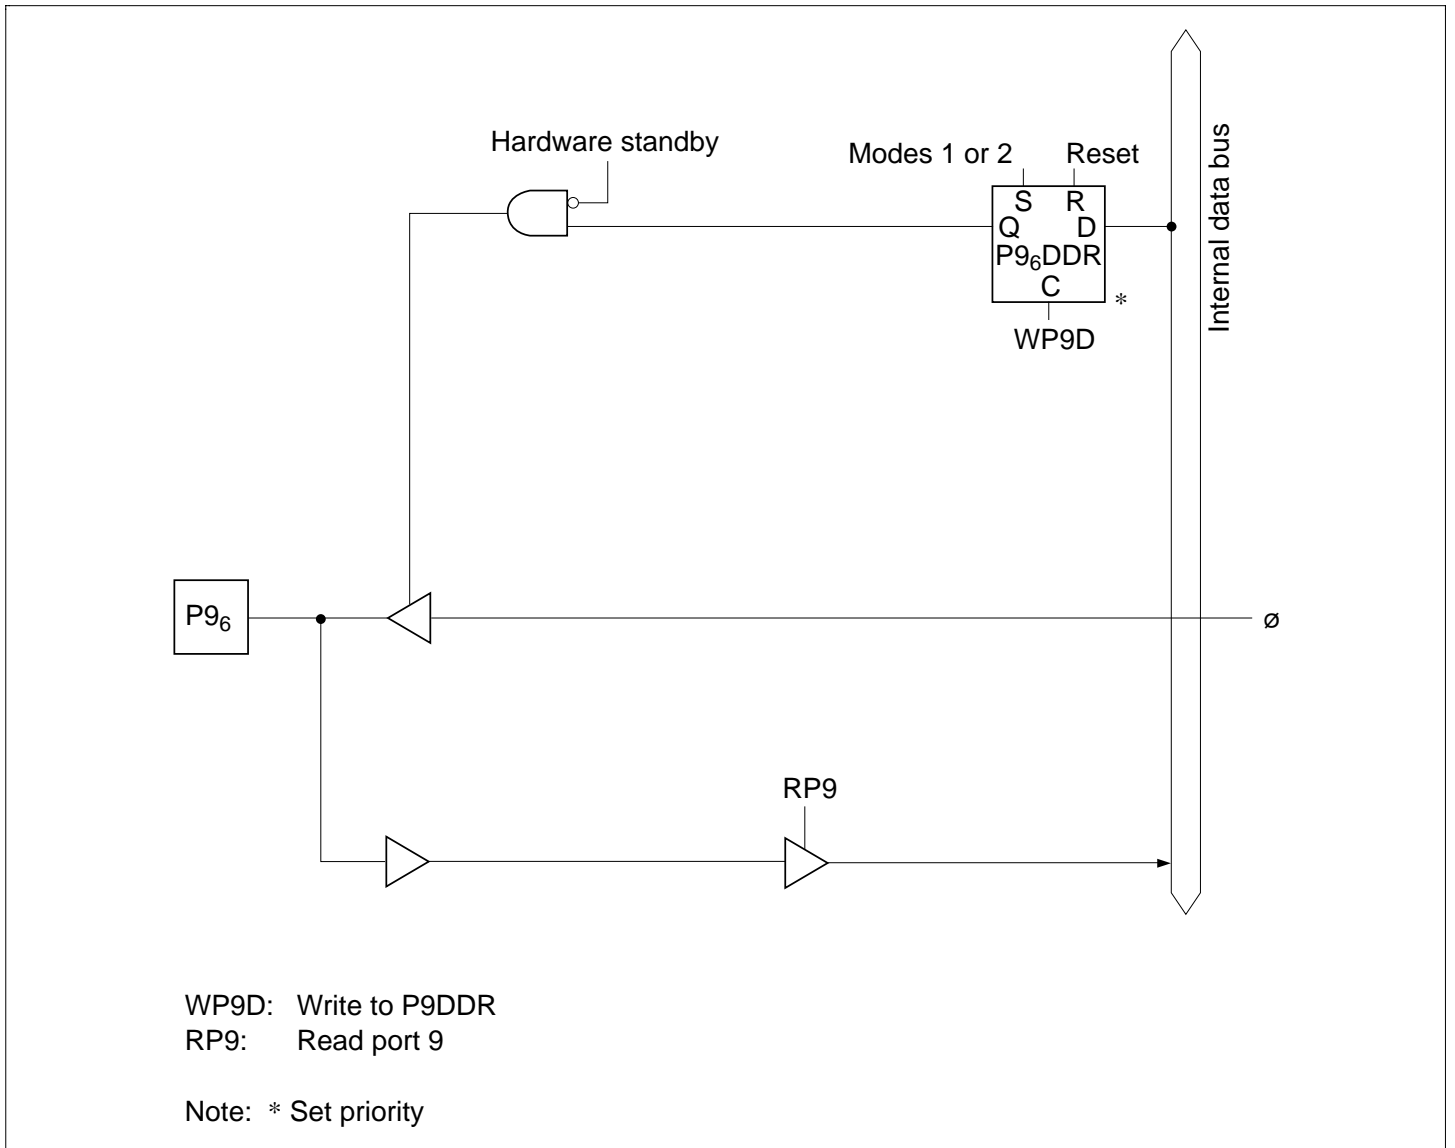 Hardware standby
Modes 1 or 2
Reset
S R
Q D
P9₆DDR
C
*
WP9D
Internal data bus
P9₆
ø
RP9
WP9D: Write to P9DDR
RP9: Read port 9
Note: * Set priority